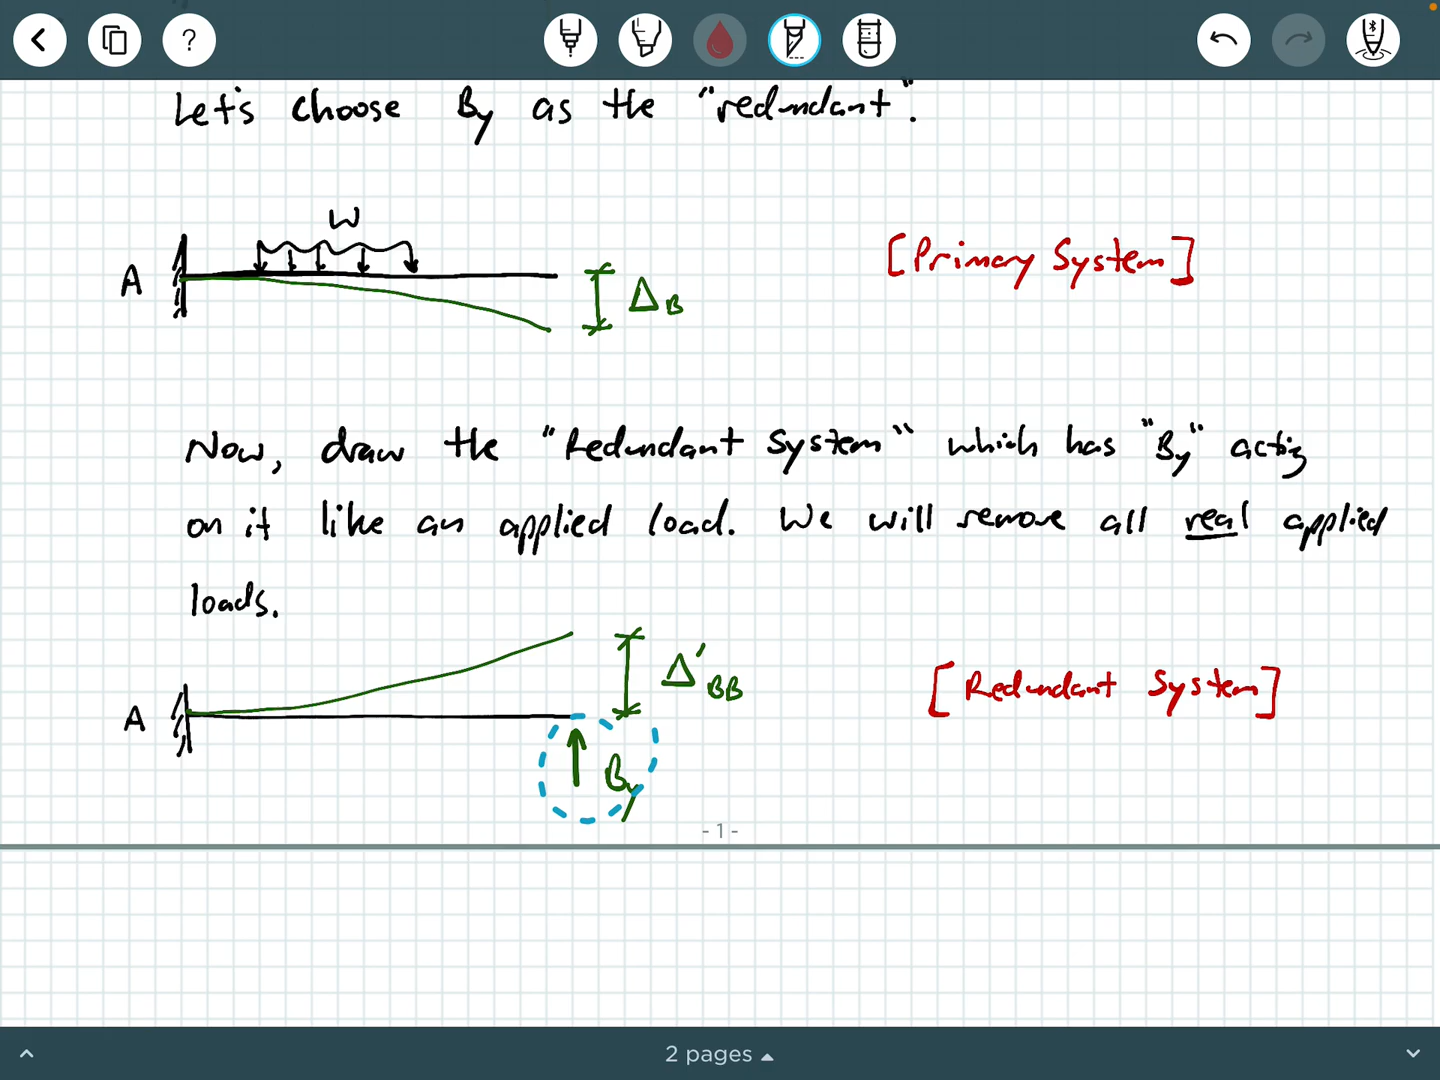 ?
Let's choose By as the "redundant".
W
A
ΔB
[Primary System]
Now, draw the "Redundant System" which has "By" acting
on it like an applied load. We will remove all real applied
loads.
Δ'BB
[Redundant System]
A
By
- 1 -
2 pages